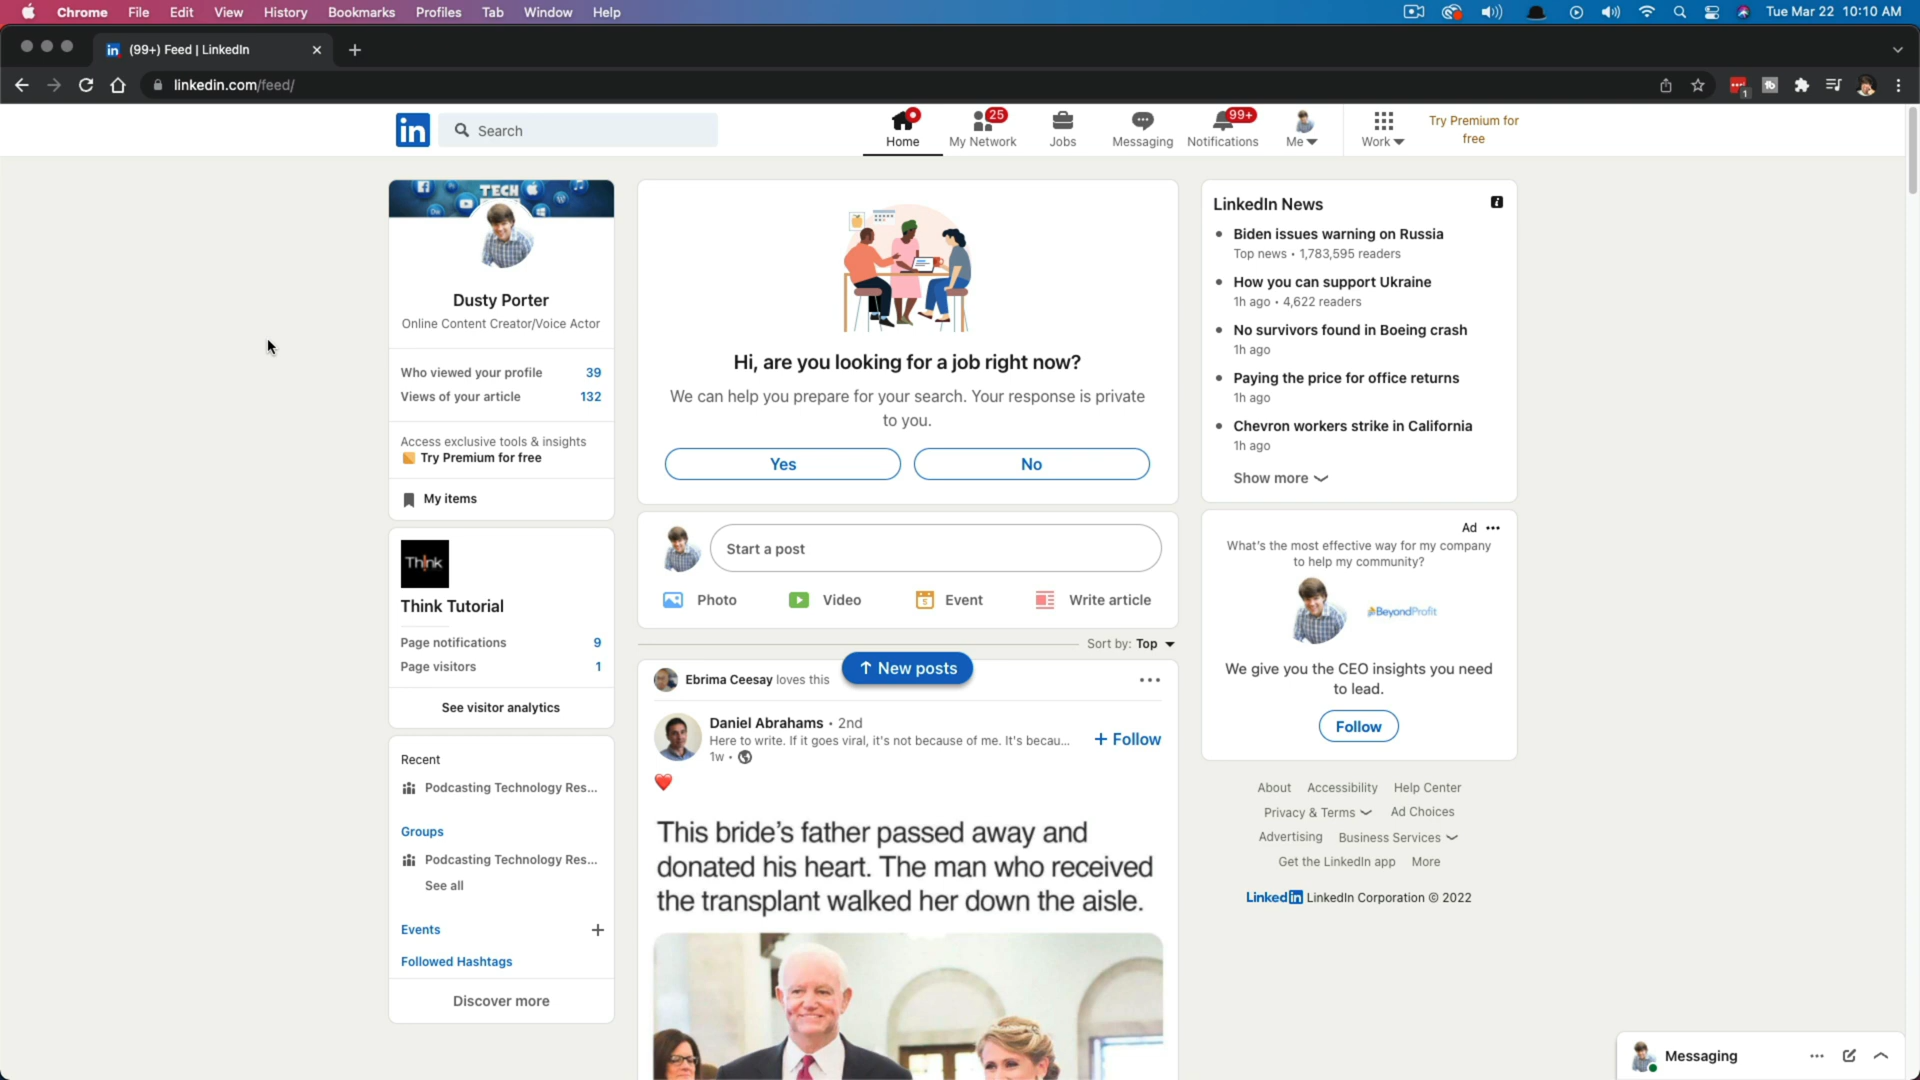 Chrome File Edit View History Bookmarks Profiles Tab Window Help
Tue Mar 22 10:10 AM
(99+) Feed | LinkedIn
linkedin.com/feed/
1
in
Search
25
99+
Home My Network Jobs Messaging Notifications Me Work
Try Premium for
free
TECH
Dusty Porter
Online Content Creator/Voice Actor
Who viewed your profile 39
Views of your article 132
Access exclusive tools & insights
Try Premium for free
My items
Think
Think Tutorial
Page notifications 9
Page visitors 1
See visitor analytics
Recent
Podcasting Technology Res...
Groups
Podcasting Technology Res...
See all
Events
Followed Hashtags
Discover more
Hi, are you looking for a job right now?
We can help you prepare for your search. Your response is private
to you.
Yes No
Start a post
Photo Video Event Write article
Sort by: Top
New posts
Ebrima Ceesay loves this
Daniel Abrahams • 2nd
Here to write. If it goes viral, it's not because of me. It's becau...
1w •
+ Follow
This bride's father passed away and
donated his heart. The man who received
the transplant walked her down the aisle.
LinkedIn News
Biden issues warning on Russia
Top news • 1,783,595 readers
How you can support Ukraine
1h ago • 4,622 readers
No survivors found in Boeing crash
1h ago
Paying the price for office returns
1h ago
Chevron workers strike in California
1h ago
Show more
Ad
What's the most effective way for my company
to help my community?
BeyondProfit
We give you the CEO insights you need
to lead.
Follow
About Accessibility Help Center
Privacy & Terms Ad Choices
Advertising Business Services
Get the LinkedIn app More
LinkedIn LinkedIn Corporation © 2022
Messaging